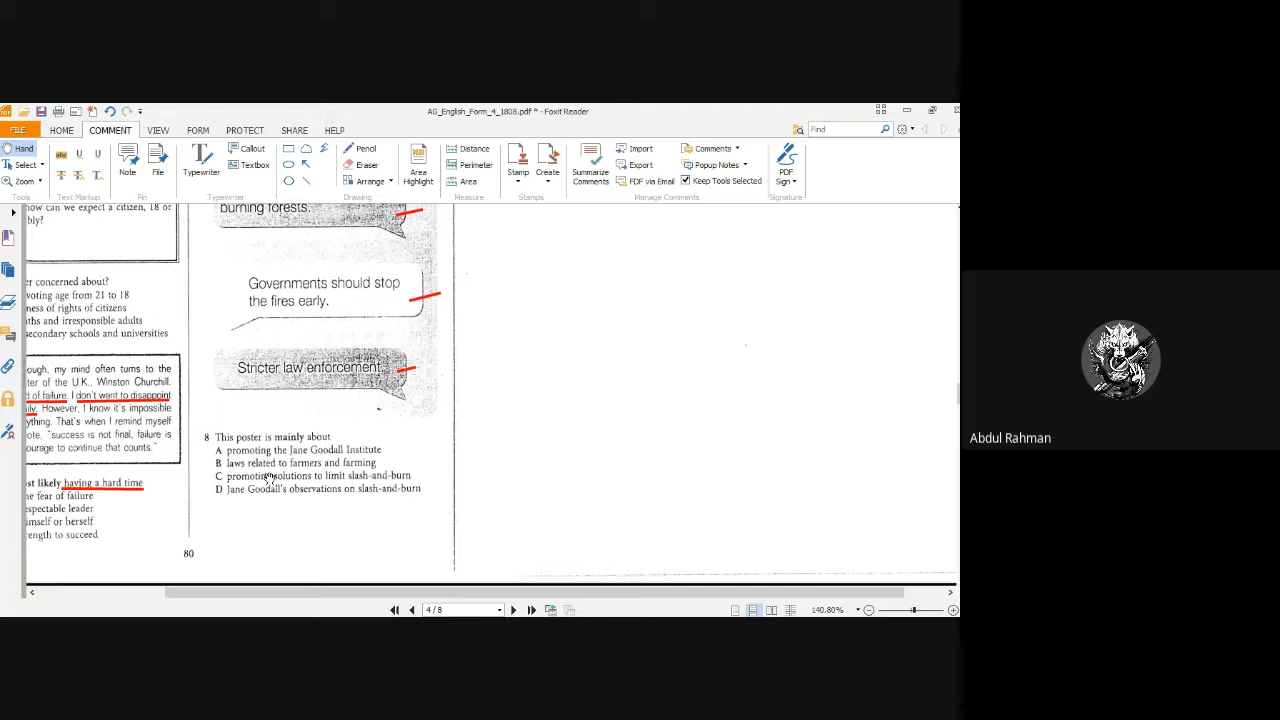 AG_English_Form_4_1808.pdf * - Foxit Reader
FILE HOME COMMENT VIEW FORM PROTECT SHARE HELP
Find
Hand
Select
Zoom
Note
File
Typewriter
Callout
Textbox
Pencil
Eraser
Arrange
Area Highlight
Distance
Perimeter
Area
Stamp
Create
Summarize Comments
Import
Export
FDF via Email
Comments
Popup Notes
Keep Tools Selected
PDF Sign
Tools Text Markup Pin Typewriter Drawing Measure Stamps Manage Comments Signature
how can we expect a citizen, 18 or
bly?
er concerned about?
voting age from 21 to 18
ness of rights of citizens
ths and irresponsible adults
secondary schools and universities
ough, my mind often turns to the
ter of the U.K., Winston Churchill.
d of failure. I don't want to disappoint
ily. However, I know it's impossible
ything. That's when I remind myself
ote, "success is not final, failure is
ourage to continue that counts."
ost likely having a hard time
he fear of failure
espectable leader
imself or herself
rength to succeed
80
burning forests.
Governments should stop
the fires early.
Stricter law enforcement.
8 This poster is mainly about
A promoting the Jane Goodall Institute
B laws related to farmers and farming
C promoting solutions to limit slash-and-burn
D Jane Goodall's observations on slash-and-burn
4 / 8
140.80%
Abdul Rahman